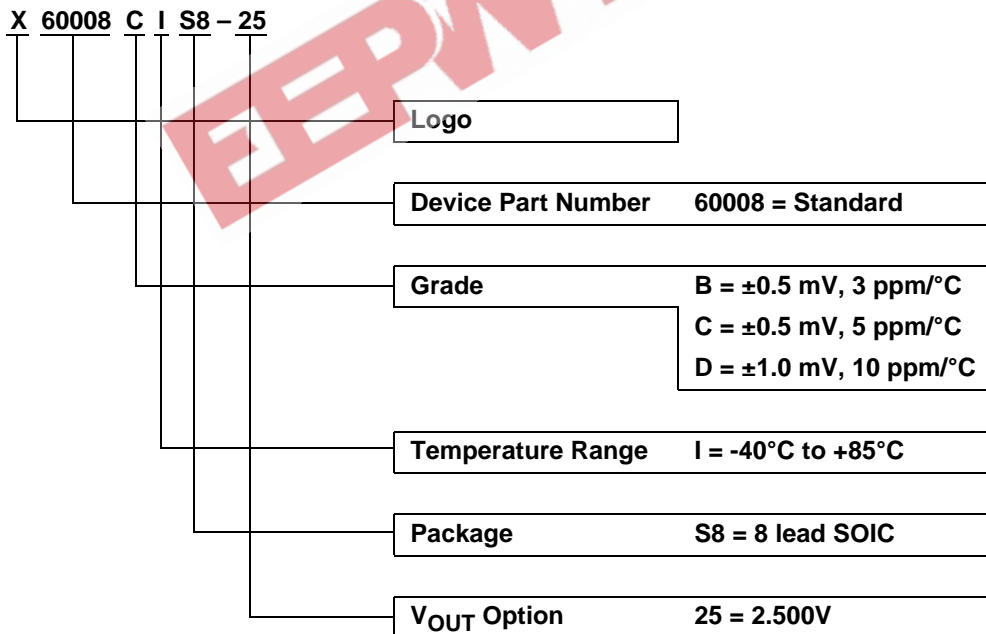 X 60008 C I S8 – 25
EEPW
Logo
Device Part Number 60008 = Standard
Grade B = ±0.5 mV, 3 ppm/°C
C = ±0.5 mV, 5 ppm/°C
D = ±1.0 mV, 10 ppm/°C
Temperature Range I = -40°C to +85°C
Package S8 = 8 lead SOIC
VOUT Option 25 = 2.500V